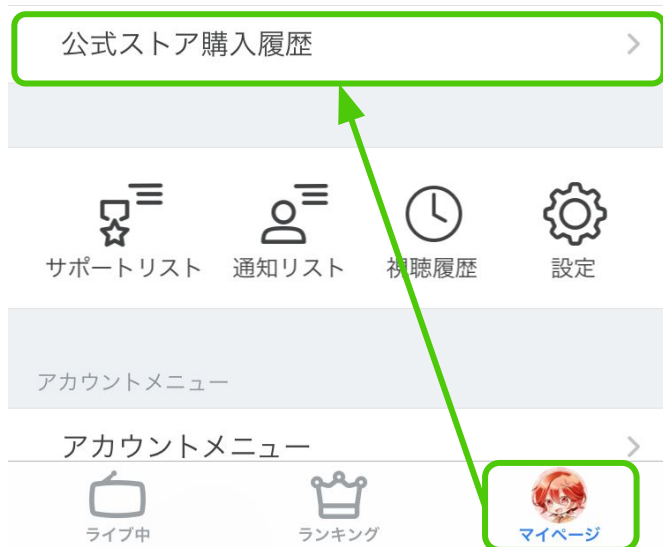 公式ストア購入履歴
サポートリスト 通知リスト 視聴履歴 設定
アカウントメニュー
アカウントメニュー
ライブ中 ランキング マイページ